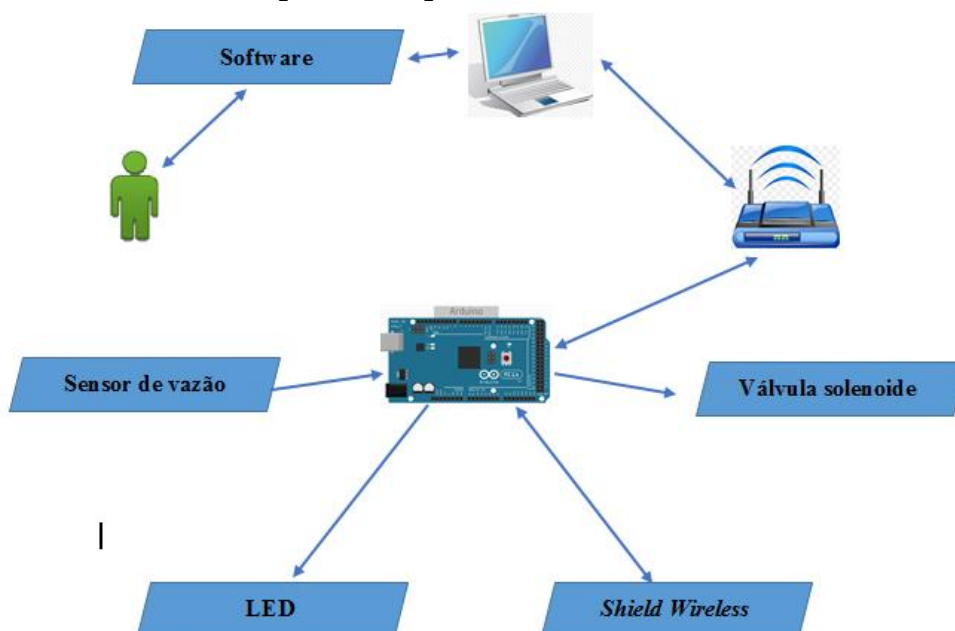 Software
Arduino
Sensor de vazão
Válvula solenoide
LED
Shield Wireless